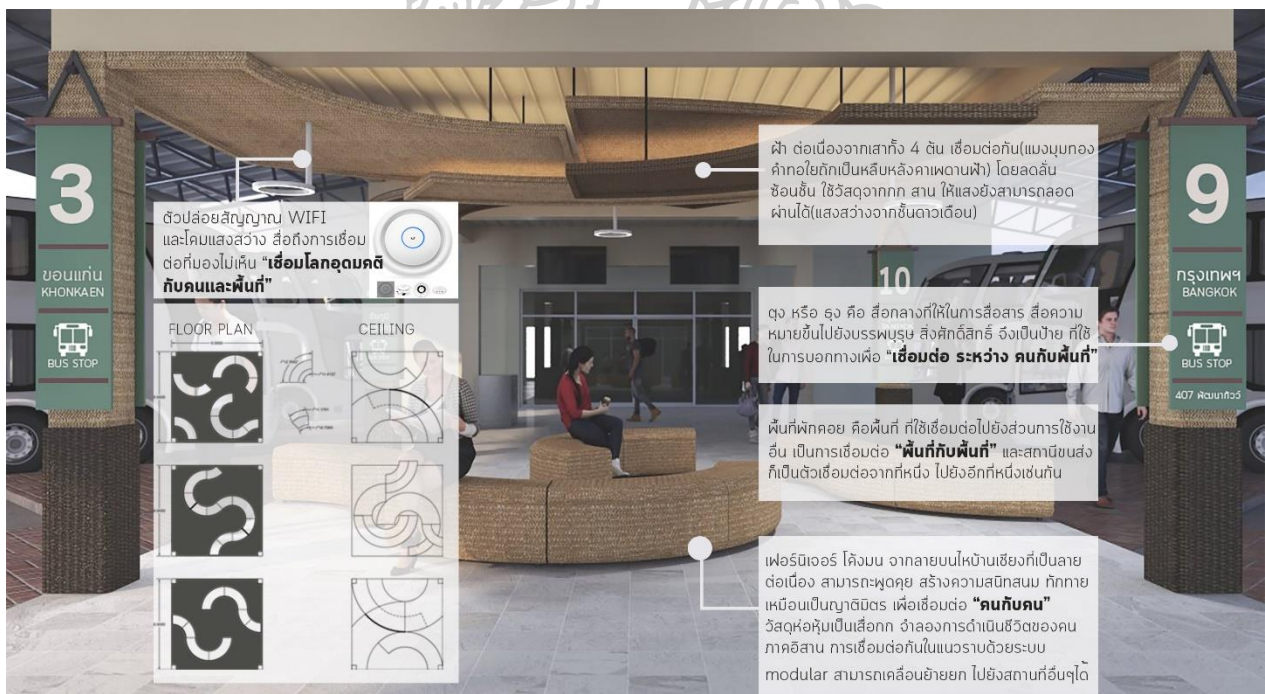 3
ขอนแก่น
KHONKAEN
BUS STOP
ตัวปล่อยสัญญาณ WIFI
และโคมแสงสว่าง สื่อถึงการเชื่อม
ต่อที่มองไม่เห็น “เชื่อมโลกอุดมคติ
กับคนและพื้นที่”
FLOOR PLAN
CEILING
ฝ้า ต่อเนื่องจากเสาทั้ง 4 ต้น เชื่อมต่อกัน(แมงมุมทอง
คำทอใยถักเป็นหลืบหลังคาเพดานฟ้า) โดยลดลั่น
ซ้อนชั้น ใช้วัสดุจากกก สาน ให้แสงยังสามารถลอด
ผ่านได้(แสงสว่างจากชั้นดาวเดือน)
10
ตุง หรือ ธุง คือ สื่อกลางที่ให้ในการสื่อสาร สื่อความ
หมายขึ้นไปยังบรรพบุรุษ สิ่งศักดิ์สิทธิ์ จึงเป็นป้าย ที่ใช้
ในการบอกทางเพื่อ “เชื่อมต่อ ระหว่าง คนกับพื้นที่”
พื้นที่พักคอย คือพื้นที่ ที่ใช้เชื่อมต่อไปยังส่วนการใช้งาน
อื่น เป็นการเชื่อมต่อ “พื้นที่กับพื้นที่” และสถานีขนส่ง
ก็เป็นตัวเชื่อมต่อจากที่หนึ่ง ไปยังอีกที่หนึ่งเช่นกัน
เฟอร์นิเจอร์ โค้งมน จากลายบนไหบ้านเชียงที่เป็นลาย
ต่อเนื่อง สามารถะพูดคุย สร้างความสนิทสนม ทักทาย
เหมือนเป็นญาติมิตร เพื่อเชื่อมต่อ “คนกับคน”
วัสดุห่อหุ้มเป็นเสื่อกก จำลองการดำเนินชีวิตของคน
ภาคอิสาน การเชื่อมต่อกันในแนวราบด้วยระบบ
modular สามารถเคลื่อนย้ายยก ไปยังสถานที่อื่นๆได้
9
กรุงเทพฯ
BANGKOK
BUS STOP
407 พัฒนาทัวร์